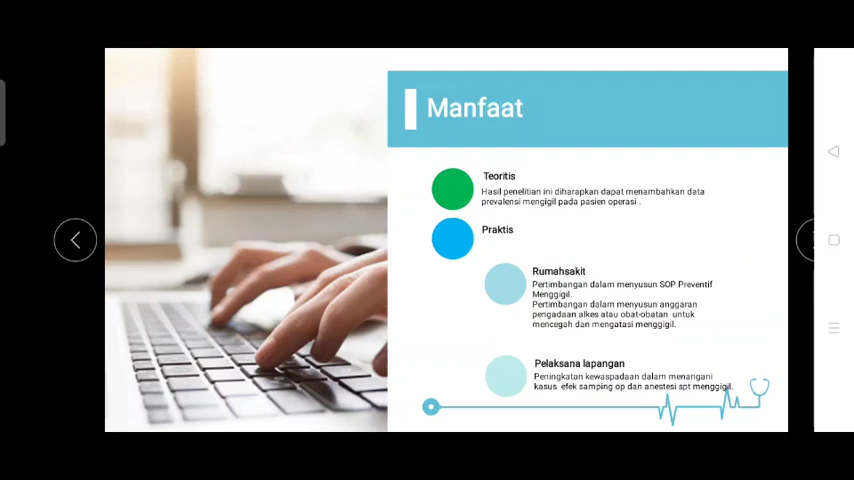 Manfaat
Teoritis
Hasil penelitian ini diharapkan dapat menambahkan data
prevalensi mengigil pada pasien operasi .
Praktis
Rumahsakit
Pertimbangan dalam menyusun SOP Preventif
Menggigil.
Pertimbangan dalam menyusun anggaran
pengadaan alkes atau obat-obatan untuk
mencegah dan mengatasi menggigil.
Pelaksana lapangan
Peningkatan kewaspadaan dalam menangani
kasus efek samping op dan anestesi spt menggigil.